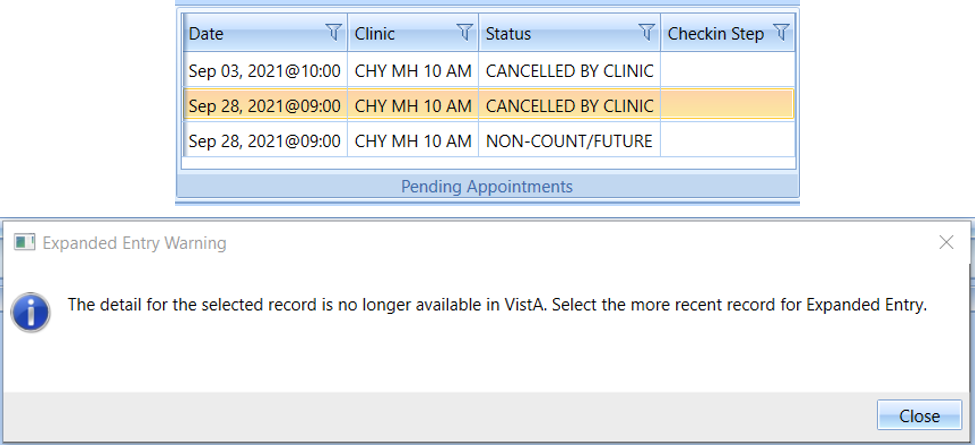 Date Clinic Status Checkin Step
Sep 03, 2021@10:00 CHY MH 10 AM CANCELLED BY CLINIC
Sep 28, 2021@09:00 CHY MH 10 AM CANCELLED BY CLINIC
Sep 28, 2021@09:00 CHY MH 10 AM NON-COUNT/FUTURE
Pending Appointments
Expanded Entry Warning
The detail for the selected record is no longer available in VistA. Select the more recent record for Expanded Entry.
Close